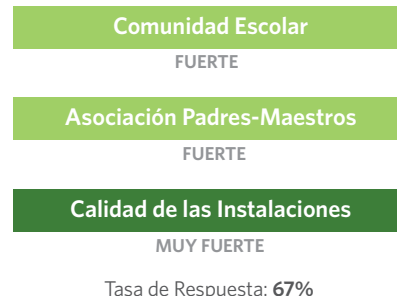 Comunidad Escolar
FUERTE
Asociación Padres-Maestros
FUERTE
Calidad de las Instalaciones
MUY FUERTE
Tasa de Respuesta: 67%